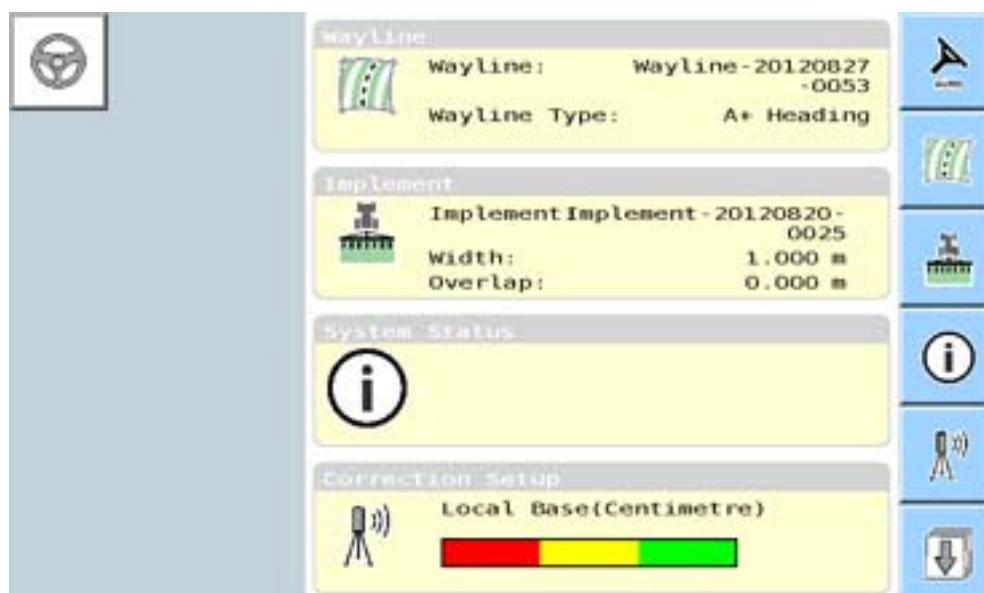 Wayline
Wayline: Wayline-20120827
-0053
Wayline Type: A+ Heading
Implement
Implement Implement-20120820-
0025
Width: 1.000 m
Overlap: 0.000 m
System Status
Correction Setup
Local Base(Centimetre)